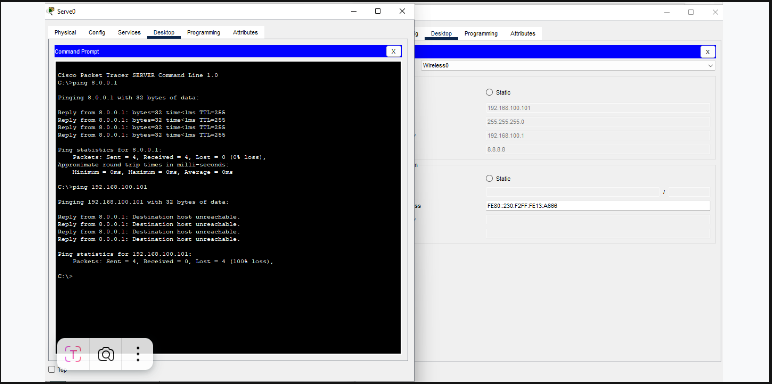 Serve0
Physical Config Services Desktop Programming Attributes
Command Prompt
X
Cisco Packet Tracer SERVER Command Line 1.0
C:\>ping 8.0.0.1
Pinging 8.0.0.1 with 32 bytes of data:
Reply from 8.0.0.1: bytes=32 time<1ms TTL=255
Reply from 8.0.0.1: bytes=32 time<1ms TTL=255
Reply from 8.0.0.1: bytes=32 time<1ms TTL=255
Reply from 8.0.0.1: bytes=32 time<1ms TTL=255
Ping statistics for 8.0.0.1:
Packets: Sent = 4, Received = 4, Lost = 0 (0% loss),
Approximate round trip times in milli-seconds:
Minimum = 0ms, Maximum = 0ms, Average = 0ms
C:\>ping 192.168.100.101
Pinging 192.168.100.101 with 32 bytes of data:
Reply from 8.0.0.1: Destination host unreachable.
Reply from 8.0.0.1: Destination host unreachable.
Reply from 8.0.0.1: Destination host unreachable.
Reply from 8.0.0.1: Destination host unreachable.
Ping statistics for 192.168.100.101:
Packets: Sent = 4, Received = 0, Lost = 4 (100% loss),
C:\>
Top
g Desktop Programming Attributes
X
Wireless0
Static
192.168.100.101
255.255.255.0
192.168.100.1
8.8.8.8
Static
/
ss
FE80::230:F2FF:FE13:A666